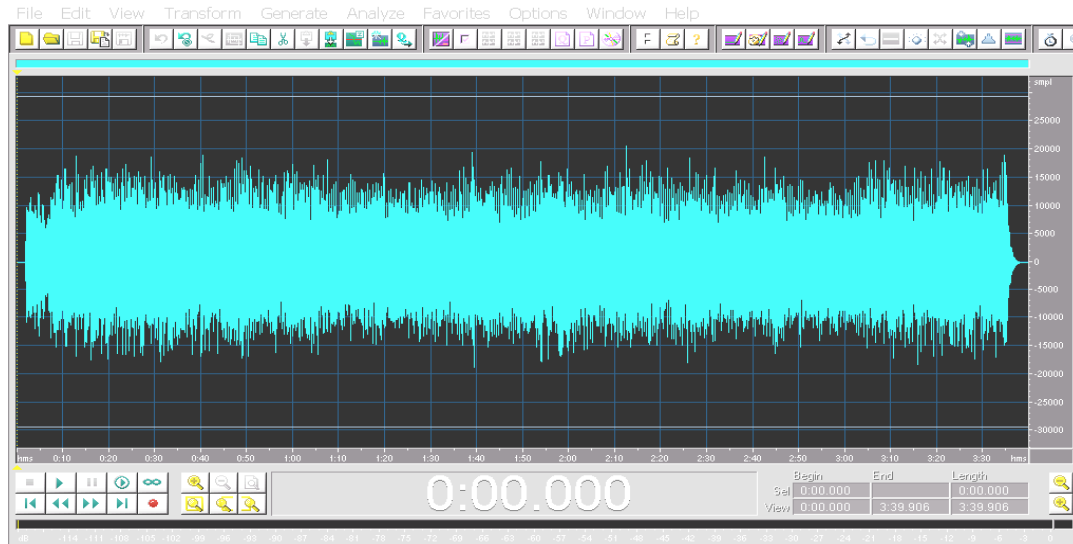 File Edit View Transform Generate Analyze Favorites Options Window Help
F ?
smpl
25000
20000
15000
10000
5000
0
-5000
-10000
-15000
-20000
-25000
-30000
hms 0:10 0:20 0:30 0:40 0:50 1:00 1:10 1:20 1:30 1:40 1:50 2:00 2:10 2:20 2:30 2:40 2:50 3:00 3:10 3:20 3:30 hms
0:00.000
Begin End Length
Sel 0:00.000 0:00.000
View 0:00.000 3:39.906 3:39.906
dB -114 -111 -108 -105 -102 -99 -96 -93 -90 -87 -84 -81 -78 -75 -72 -69 -66 -63 -60 -57 -54 -51 -48 -45 -42 -39 -36 -33 -30 -27 -24 -21 -18 -15 -12 -9 -6 -3 0